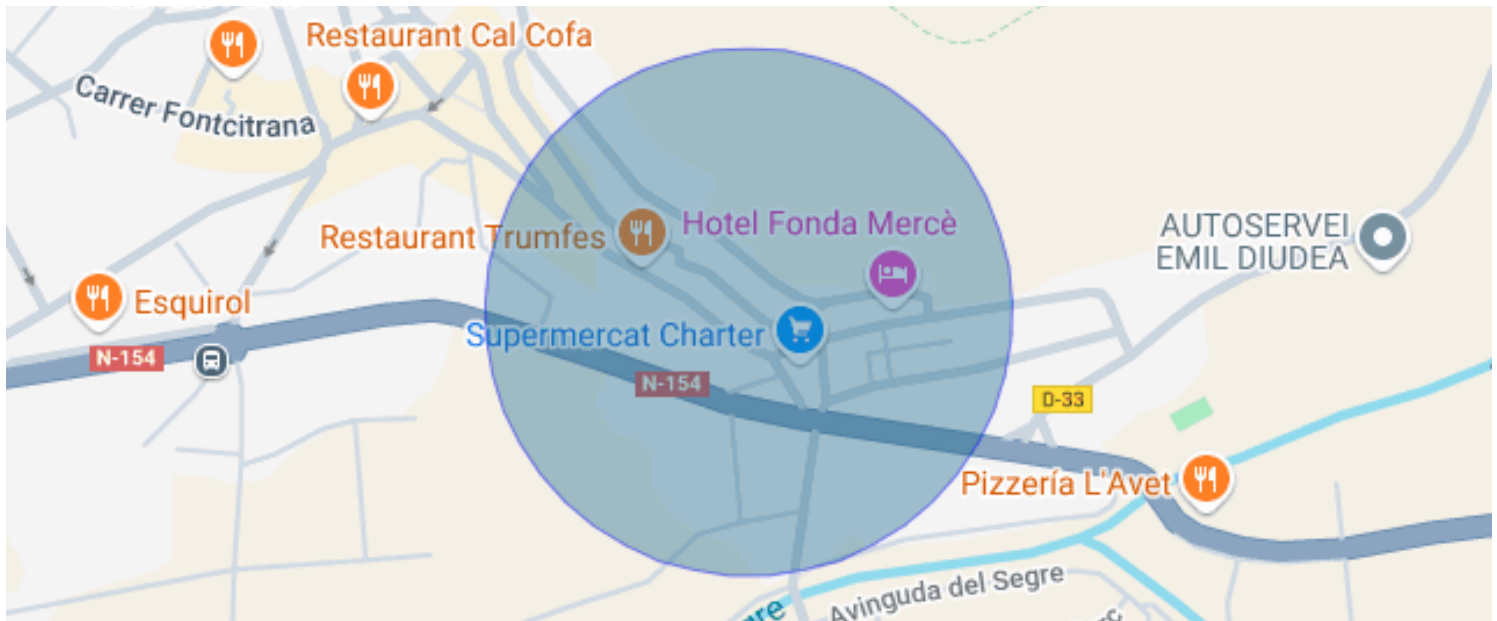 Restaurant Cal Cofa
Carrer Fontcitrana
Restaurant Trumfes
Hotel Fonda Mercè
AUTOSERVEI
EMIL DIUDEA
Esquirol
Supermercat Charter
N-154
N-154
D-33
Pizzería L'Avet
Avinguda del Segre